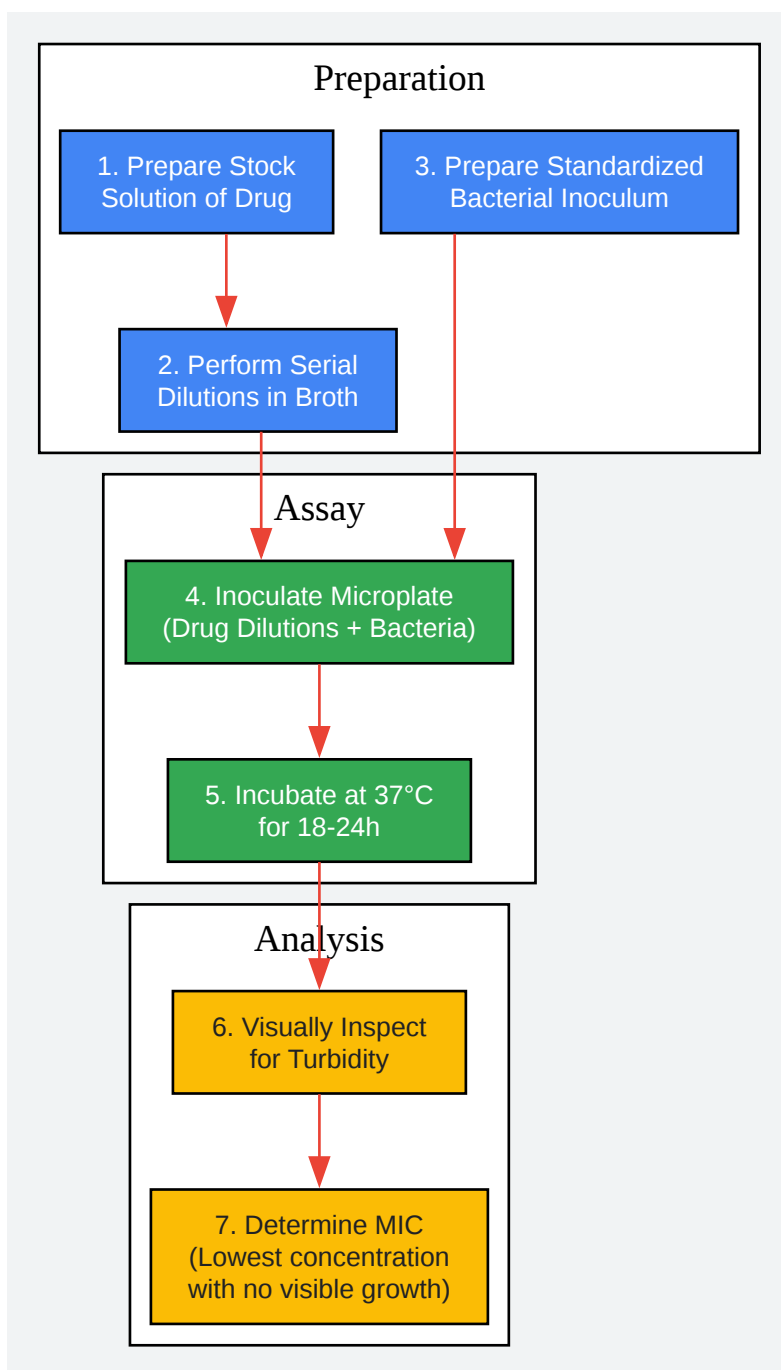 Preparation
1. Prepare Stock
Solution of Drug
3. Prepare Standardized
Bacterial Inoculum
2. Perform Serial
Dilutions in Broth
Assay
4. Inoculate Microplate
(Drug Dilutions + Bacteria)
5. Incubate at 37°C
for 18-24h
Analysis
6. Visually Inspect
for Turbidity
7. Determine MIC
(Lowest concentration
with no visible growth)